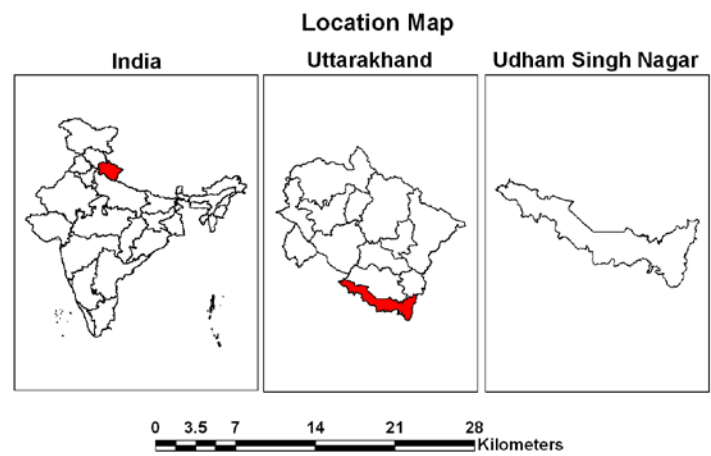 Location Map
India
Uttarakhand
Udham Singh Nagar
0 3.5 7 14 21 28
Kilometers